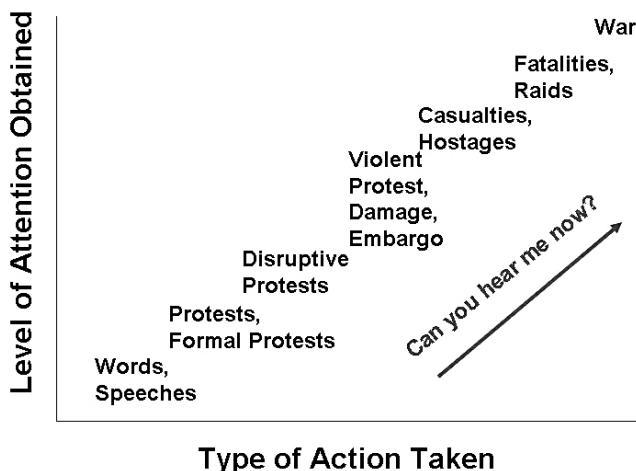 War
Fatalities,
Raids
Casualties,
Hostages
Violent
Protest,
Damage,
Embargo
Disruptive
Protests
Protests,
Formal Protests
Words,
Speeches
Can you hear me now?
Level of Attention Obtained
Type of Action Taken